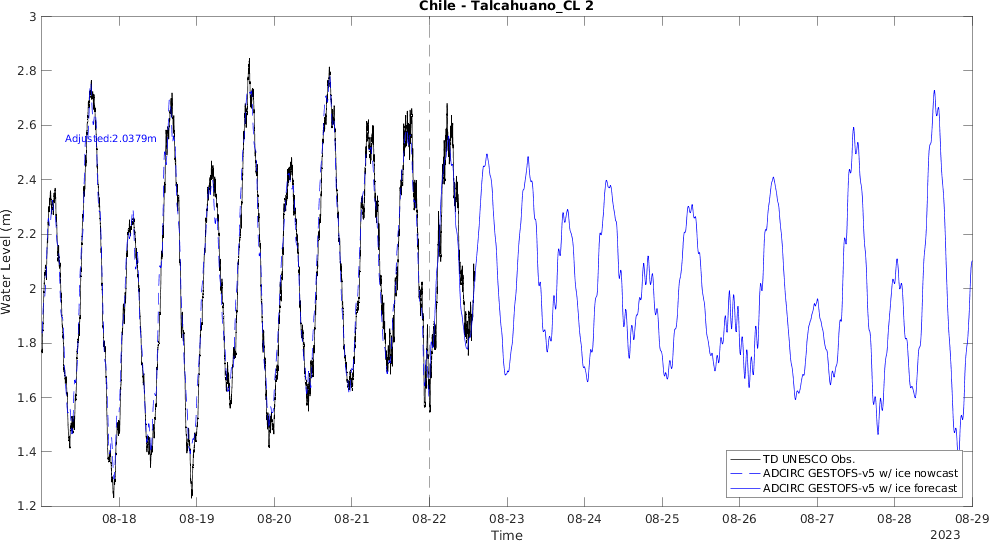 Chile - Talcahuano_CL 2
3
2.8
2.6
2.4
2.2
2
1.8
1.6
1.4
1.2
Water Level (m)
Adjusted:2.0379m
TD UNESCO Obs.
ADCIRC GESTOFS-v5 w/ ice nowcast
ADCIRC GESTOFS-v5 w/ ice forecast
08-18 08-19 08-20 08-21 08-22 08-23 08-24 08-25 08-26 08-27 08-28 08-29
Time
2023